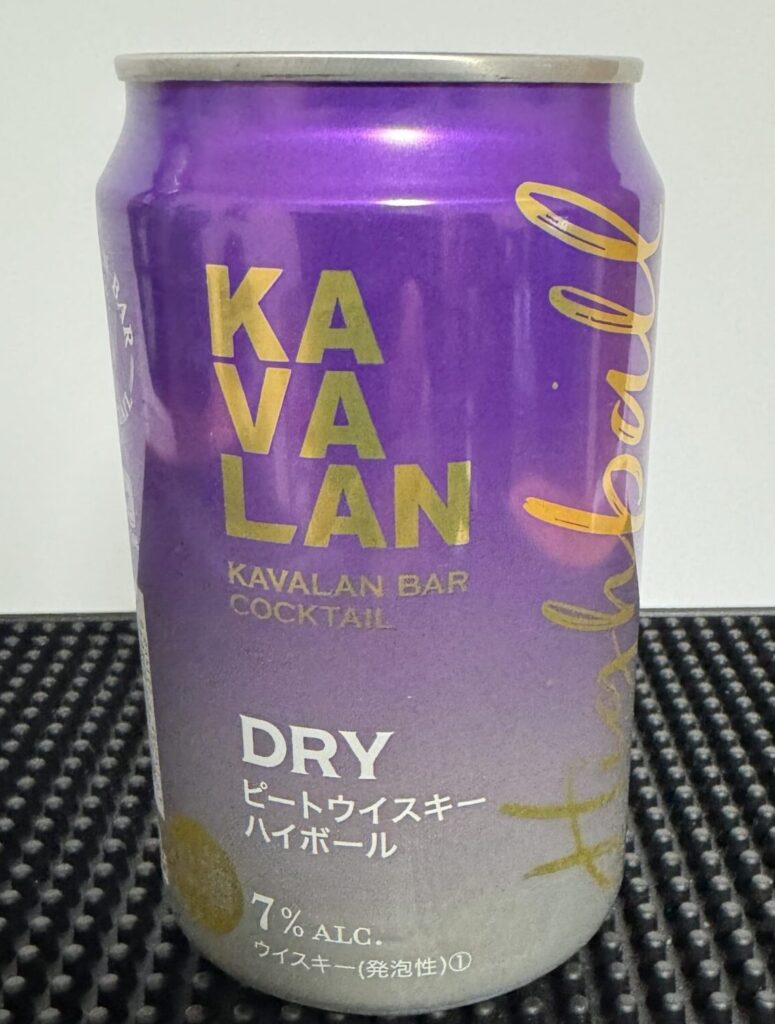 KA
VA
LAN
KAVALAN BAR
COCKTAIL
DRY
ピートウイスキー
ハイボール
7% ALC.
ウイスキー(発泡性)①
Highball
BAR